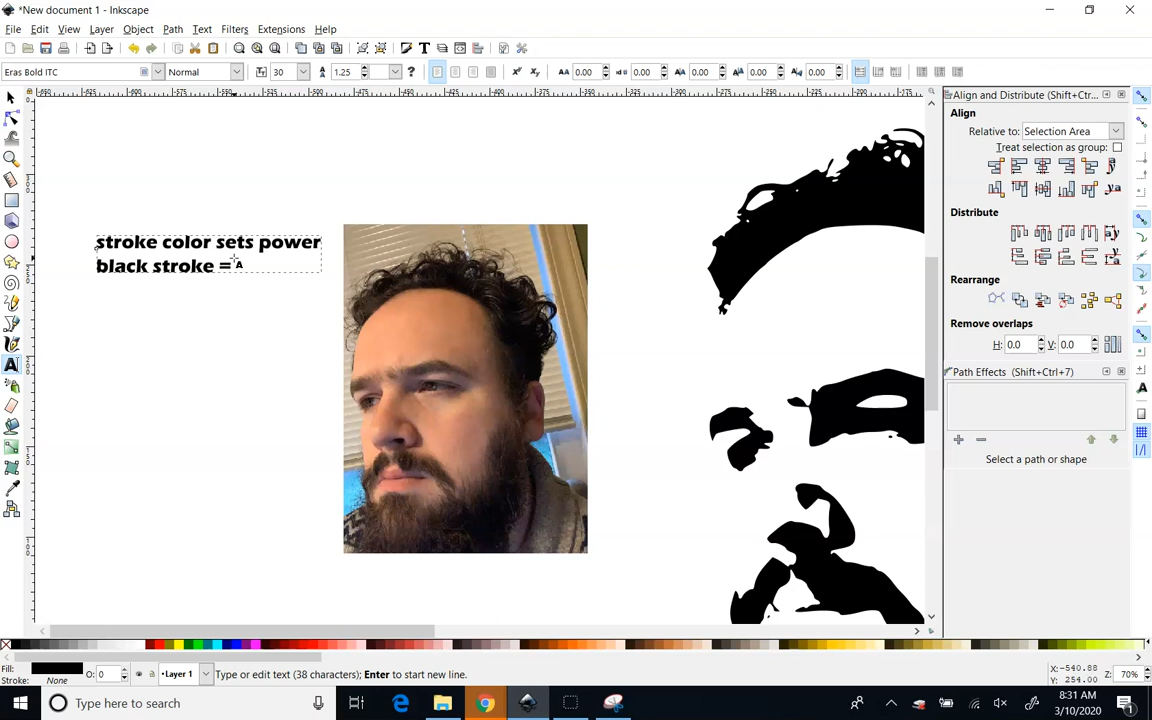 *New document 1 - Inkscape
File Edit View Layer Object Path Text Filters Extensions Help
Eras Bold ITC Normal 30 1.25 0.00 0.00 0.00 0.00 0.00
Align and Distribute (Shift+Ctr...
Align
Relative to: Selection Area
Treat selection as group:
Distribute
Rearrange
Remove overlaps
H: 0.0 V: 0.0
Path Effects (Shift+Ctrl+7)
Select a path or shape
stroke color sets power
black stroke =
Fill:
Stroke: None
O: 0
Layer 1
Type or edit text (38 characters); Enter to start new line.
X: -540.88
Y: 254.00
Z: 70%
Type here to search
8:31 AM
3/10/2020